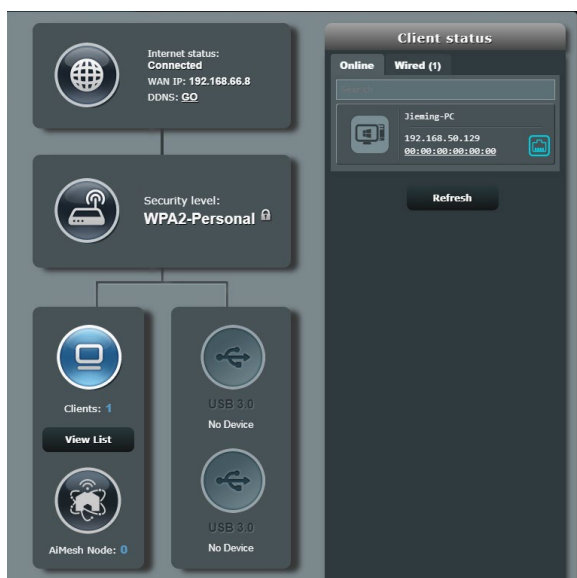 Internet status:
Connected
WAN IP: 192.168.66.8
DDNS: GO
Security level:
WPA2-Personal
Clients: 1
View List
AiMesh Node: 0
USB 3.0
No Device
USB 3.0
No Device
Client status
Online Wired (1)
Search
Jieming-PC
192.168.50.129
00:00:00:00:00:00
Refresh